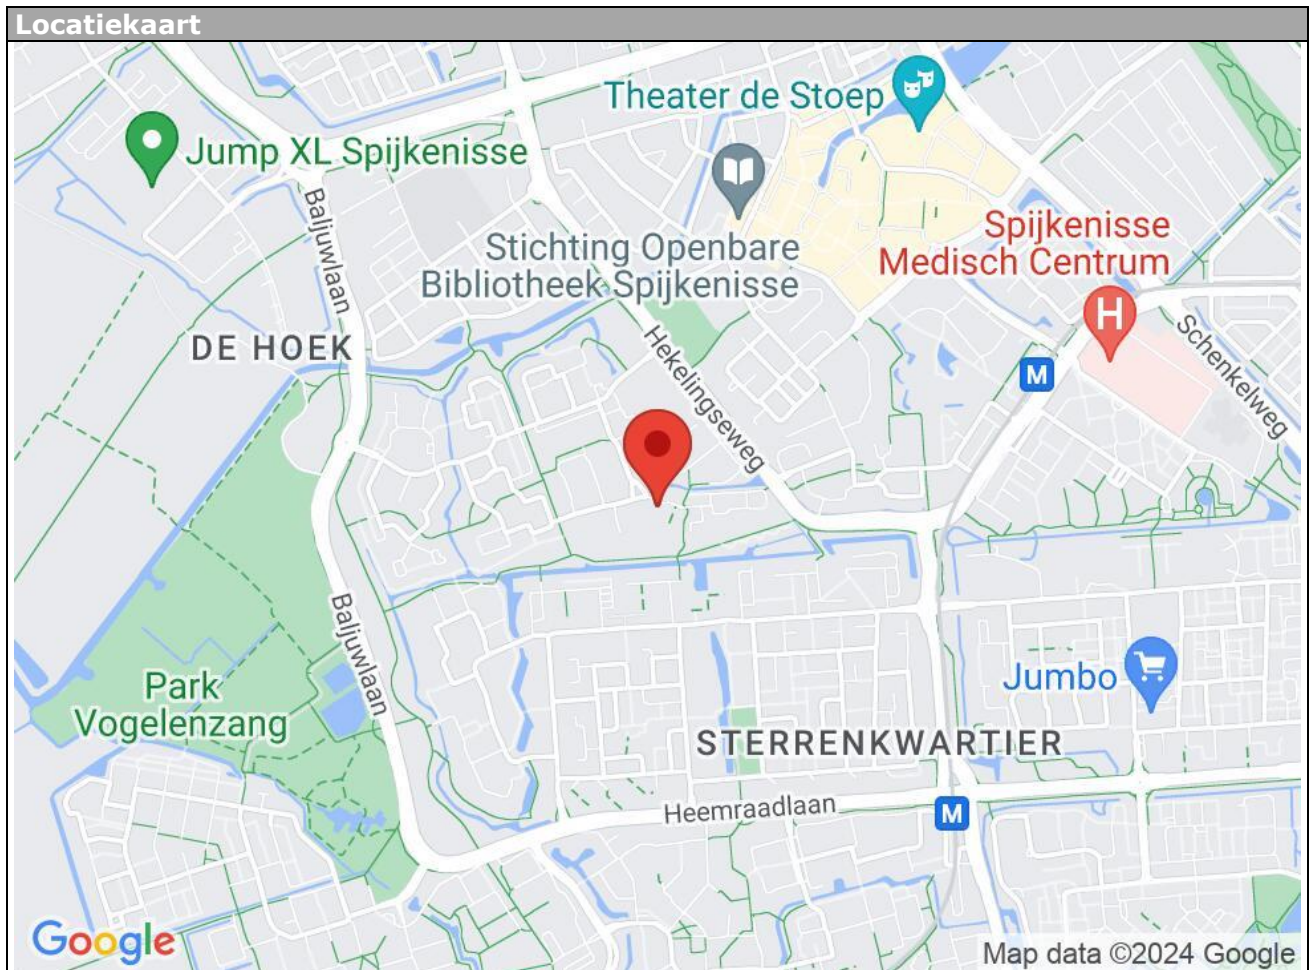 Locatiekaart
Theater de Stoep
Jump XL Spijkenisse
Baljuwlaan
Stichting Openbare
Bibliotheek Spijkenisse
Spijkenisse
Medisch Centrum
H
Schenkelweg
DE HOEK
Hekelingseweg
M
Baljuwlaan
Park
Vogelenzang
Jumbo
STERRENKWARTIER
Heemraadlaan
M
Google
Map data ©2024 Google